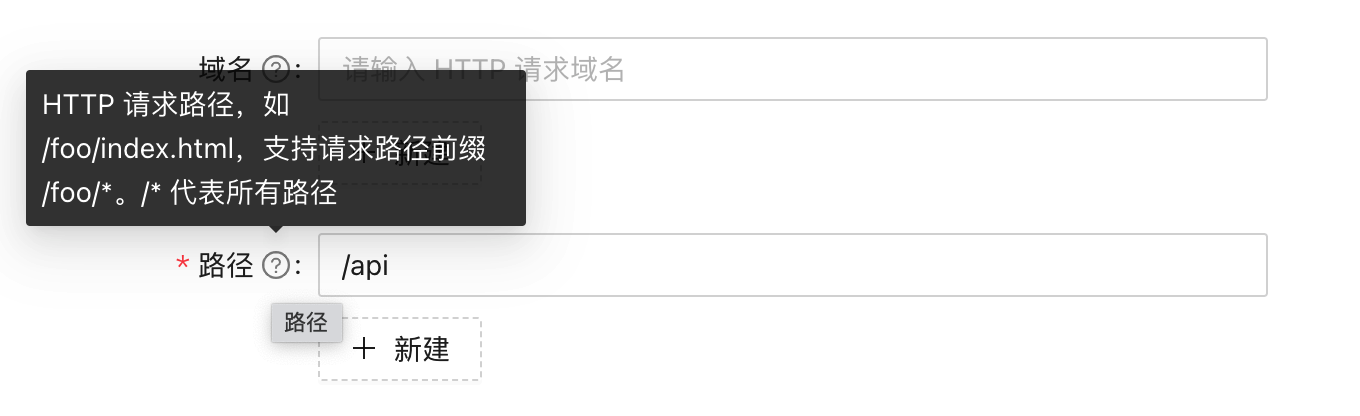 域名 ? :
请输入 HTTP 请求域名
HTTP 请求路径，如
/foo/index.html，支持请求路径前缀
/foo/*。/* 代表所有路径
+ 新建
* 路径 ? :
/api
路径
+ 新建